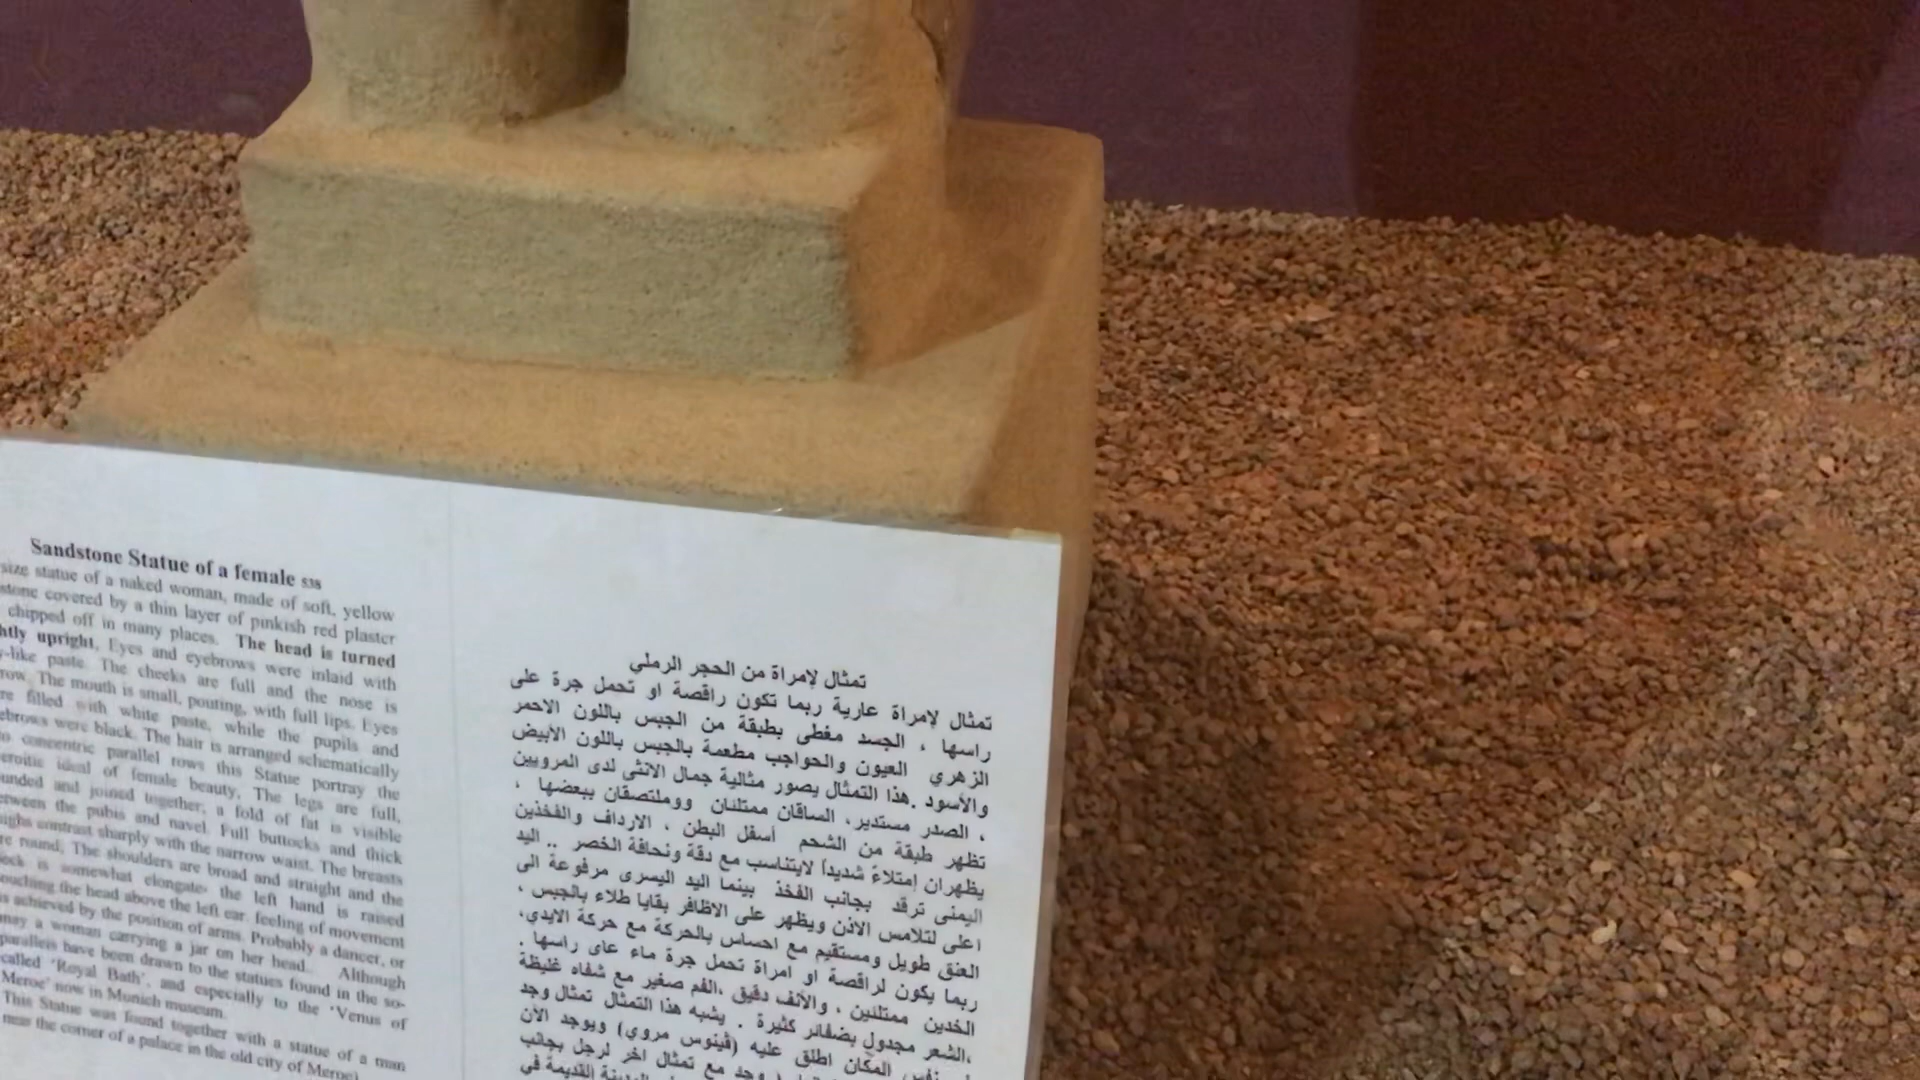 Sandstone Statue of a female 538
size statue of a naked woman, made of soft, yellow
stone covered by a thin layer of pinkish red plaster
chipped off in many places. The head is turned
upright, Eyes and eyebrows were inlaid with
-like paste. The cheeks are full and the nose is
The mouth is small, pouting, with full lips. Eyes
filled with white paste, while the pupils and
were black. The hair is arranged schematically
concentric parallel rows this Statue portray the
ideal of female beauty, The legs are full,
and joined together, a fold of fat is visible
the pubis and navel. Full buttocks and thick
contrast sharply with the narrow waist. The breasts
round, The shoulders are broad and straight and the
is somewhat elongate, the left hand is raised
the head above the left ear. feeling of movement
is achieved by the position of arms. Probably a dancer, or
may a woman carrying a jar on her head. Although
parallels have been drawn to the statues found in the so-
called 'Royal Bath', and especially to the 'Venus of
Meroe' now in Munich museum.
This Statue was found together with a statue of a man
near the corner of a palace in the old city of Meroe)
تمثال لإمراة من الحجر الرملي
تمثال لإمراة عارية ربما تكون راقصة او تحمل جرة على
راسها ، الجسد مغطى بطبقة من الجبس باللون الاحمر
الزهري العيون والحواجب مطعمة بالجبس باللون الأبيض
والأسود .هذا التمثال يصور مثالية جمال الانثى لدى المرويين
، الصدر مستدير، الساقان ممتلئان وملتصقان ببعضها ،
تظهر طبقة من الشحم أسفل البطن ، الارداف والفخذين
يظهران إمتلاءً شديداً لايتناسب مع دقة ونحافة الخصر .. اليد
اليمنى ترقد بجانب الفخذ بينما اليد اليسرى مرفوعة الى
اعلى لتلامس الاذن ويظهر على الاظافر بقايا طلاء بالجبس ،
العنق طويل ومستقيم مع احساس بالحركة مع حركة الايدي،
ربما يكون لراقصة او امراة تحمل جرة ماء على راسها .
الخدين ممتلئين ، والأنف دقيق ،الفم صغير مع شفاه غليظة
،الشعر مجدول بضفائر كثيرة . يشبه هذا التمثال تمثال وجد
نفس المكان اطلق عليه (فينوس مروي) ويوجد الآن
وجد مع تمثال اخر لرجل بجانب
المدينة القديمة في